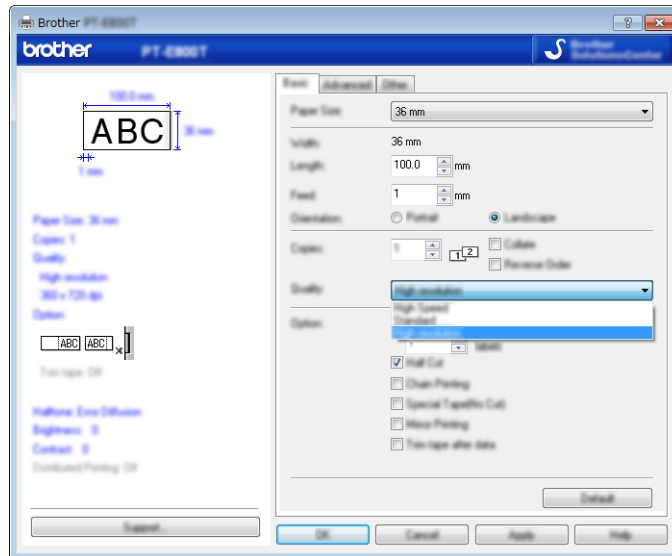 Brother PT-E800T
brother PT-E800T
Brother
SolutionsCenter
100.0 mm
ABC
36 mm
1 mm
Paper Size: 36 mm
Copies: 1
Quality:
High resolution
360 x 720 dpi
Option:
ABC ABC
Trim tape: Off
Halftone: Error Diffusion
Brightness: 0
Contrast: 0
Distributed Printing: Off
Support...
Basic Advanced Other
Paper Size: 36 mm
Width: 36 mm
Length: 100.0 mm
Feed: 1 mm
Orientation: Portrait Landscape
Copies: 1 1 2 Collate
Reverse Order
Quality: High resolution
High Speed
Standard
High resolution
Option:
labels
Half Cut
Chain Printing
Special Tape(No Cut)
Mirror Printing
Trim tape after data
Default
OK Cancel Apply Help